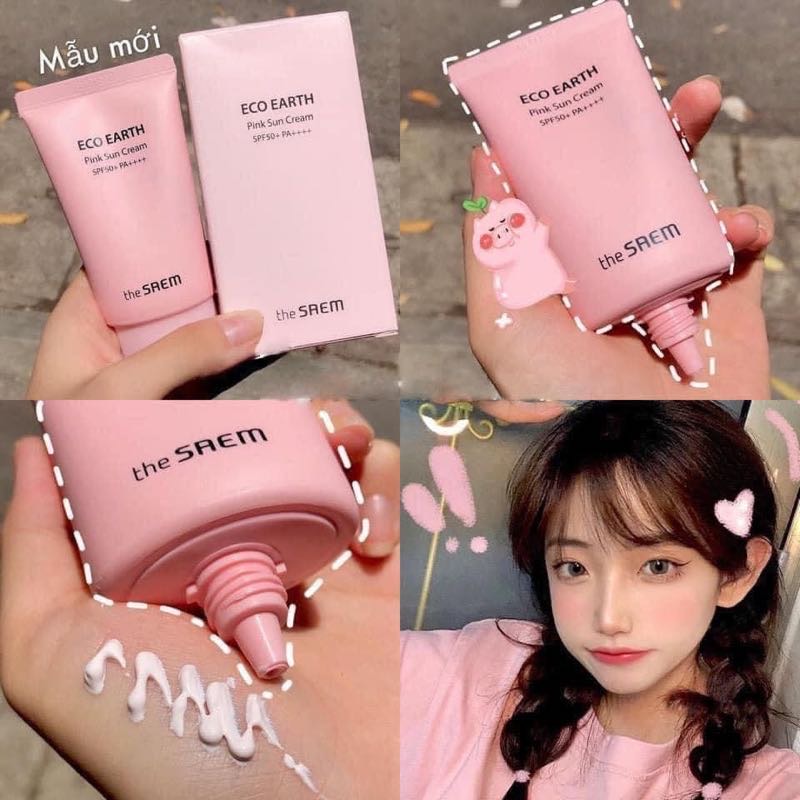 Mẫu mới
ECO EARTH
Pink Sun Cream
SPF50+ PA++++
the SAEM
ECO EARTH
Pink Sun Cream
SPF50+ PA++++
the SAEM
ECO EARTH
Pink Sun Cream
SPF50+ PA++++
the SAEM
the SAEM